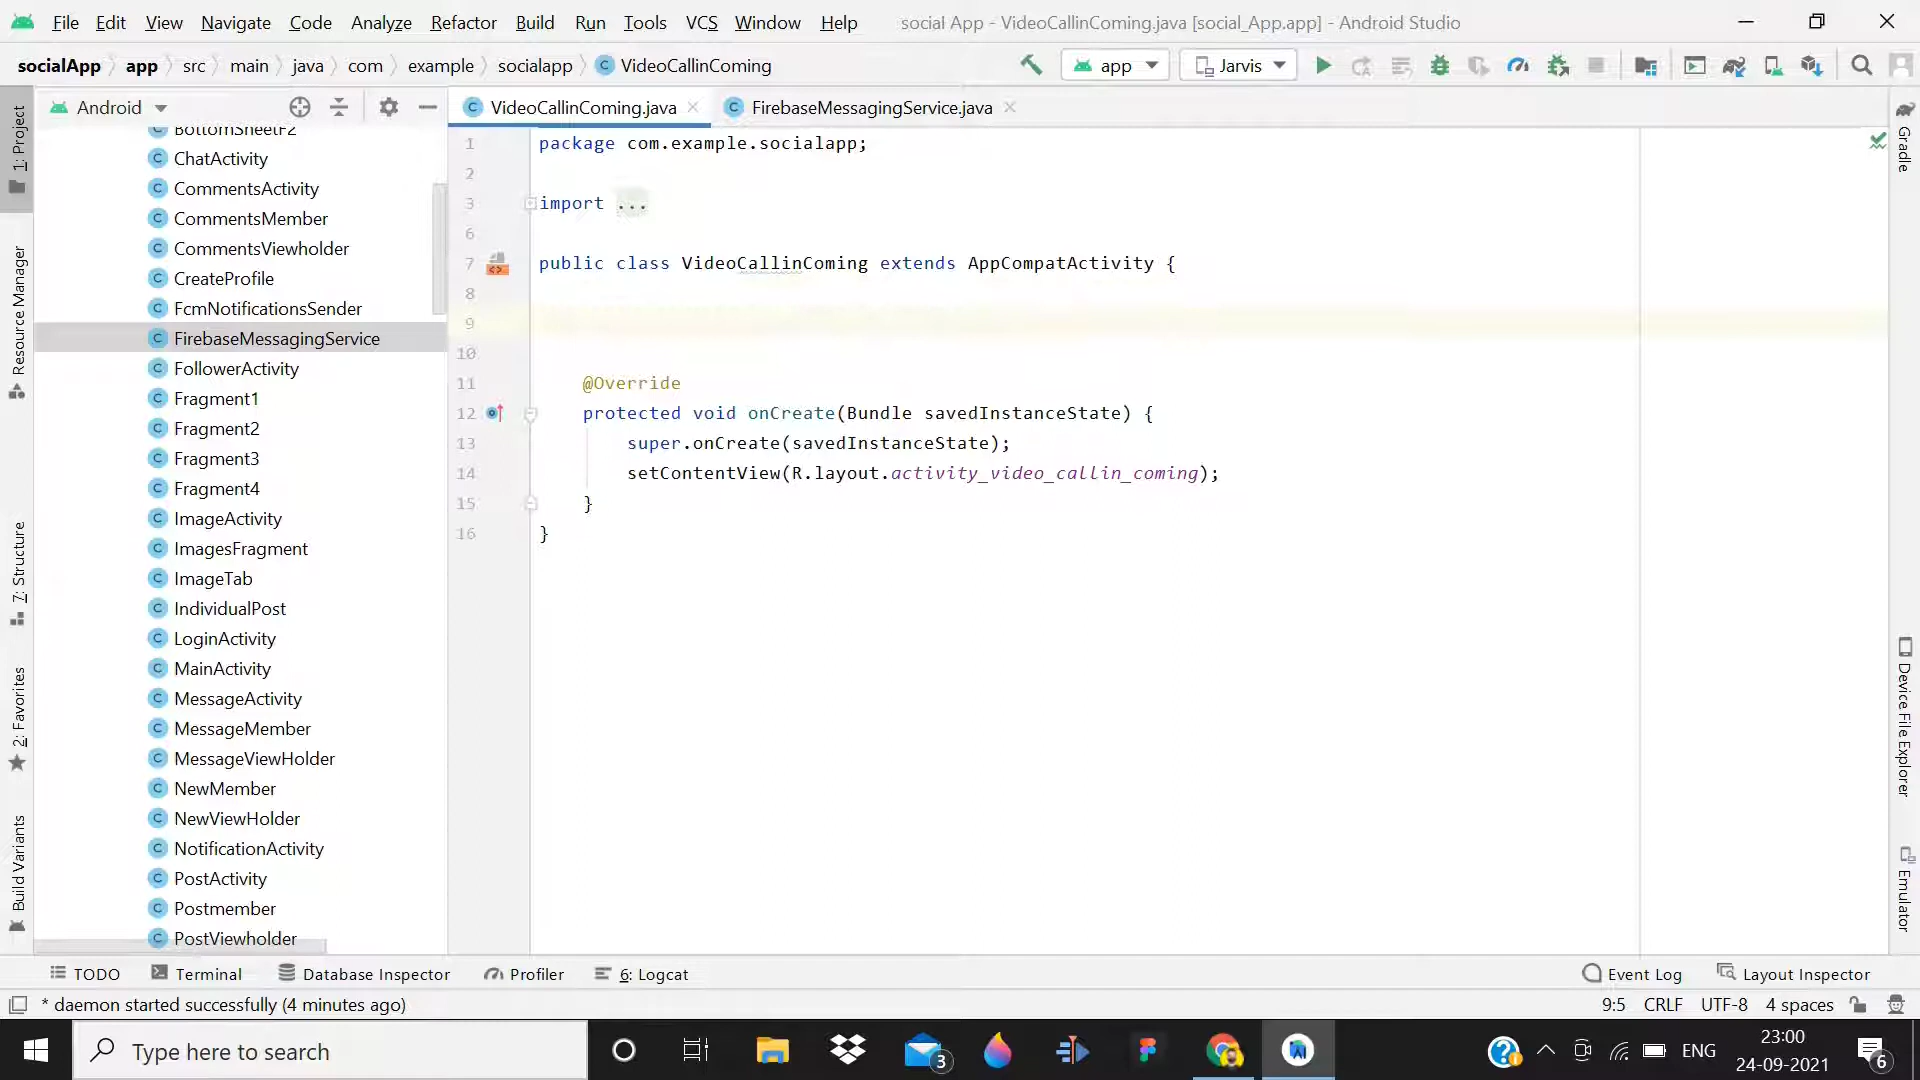 File Edit View Navigate Code Analyze Refactor Build Run Tools VCS Window Help social App - VideoCallinComing.java [social_App.app] - Android Studio
socialApp app src main java com example socialapp VideoCallinComing app Jarvis
Android
VideoCallinComing.java FirebaseMessagingService.java
1: Project
Resource Manager
7: Structure
2: Favorites
Build Variants
BottomSheetF2
ChatActivity
CommentsActivity
CommentsMember
CommentsViewholder
CreateProfile
FcmNotificationsSender
FirebaseMessagingService
FollowerActivity
Fragment1
Fragment2
Fragment3
Fragment4
ImageActivity
ImagesFragment
ImageTab
IndividualPost
LoginActivity
MainActivity
MessageActivity
MessageMember
MessageViewHolder
NewMember
NewViewHolder
NotificationActivity
PostActivity
Postmember
PostViewholder
1 package com.example.socialapp;
2
3 import ...
6
7 public class VideoCallinComing extends AppCompatActivity {
8
9
10
11 @Override
12 protected void onCreate(Bundle savedInstanceState) {
13 super.onCreate(savedInstanceState);
14 setContentView(R.layout.activity_video_callin_coming);
15 }
16 }
Gradle
Device File Explorer
Emulator
TODO Terminal Database Inspector Profiler 6: Logcat Event Log Layout Inspector
* daemon started successfully (4 minutes ago) 9:5 CRLF UTF-8 4 spaces
Type here to search
3
ENG
23:00
24-09-2021
6